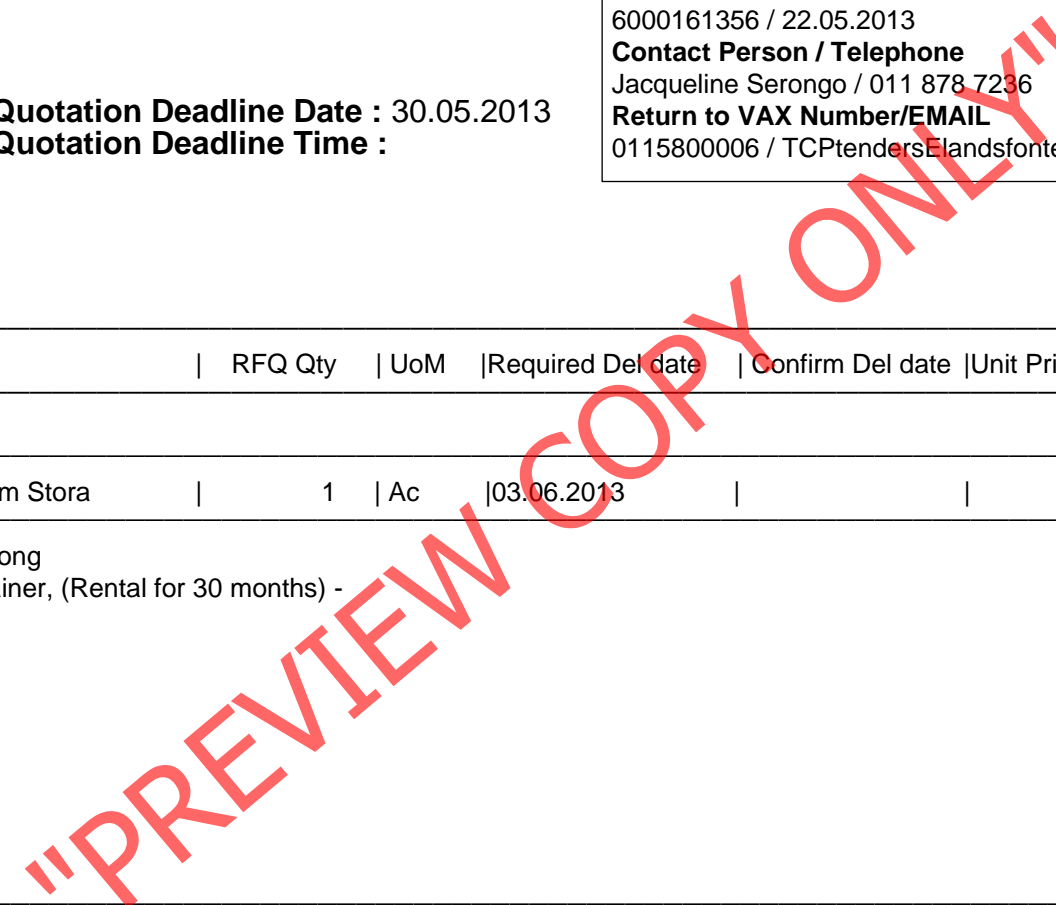 6000161356 / 22.05.2013
Contact Person / Telephone
Jacqueline Serongo / 011 878 7236
Return to VAX Number/EMAIL
0115800006 / TCPtendersElandsfonte
Quotation Deadline Date : 30.05.2013
Quotation Deadline Time :
| RFQ Qty | UoM |Required Del date | Confirm Del date |Unit Pri
m Stora | 1 | Ac |03.06.2013 | |
ong
iner, (Rental for 30 months) -
"PREVIEW COPY ONLY"